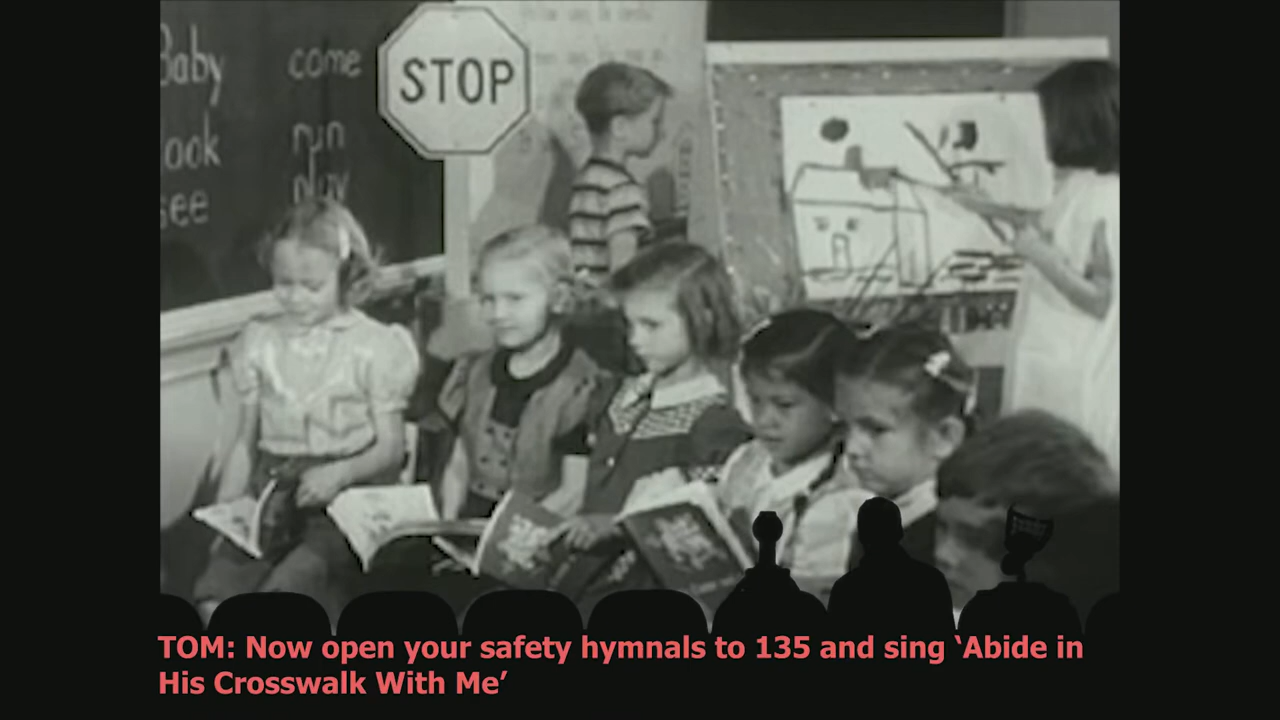 Baby come
look run
see play
STOP
TOM: Now open your safety hymnals to 135 and sing ‘Abide in
His Crosswalk With Me’